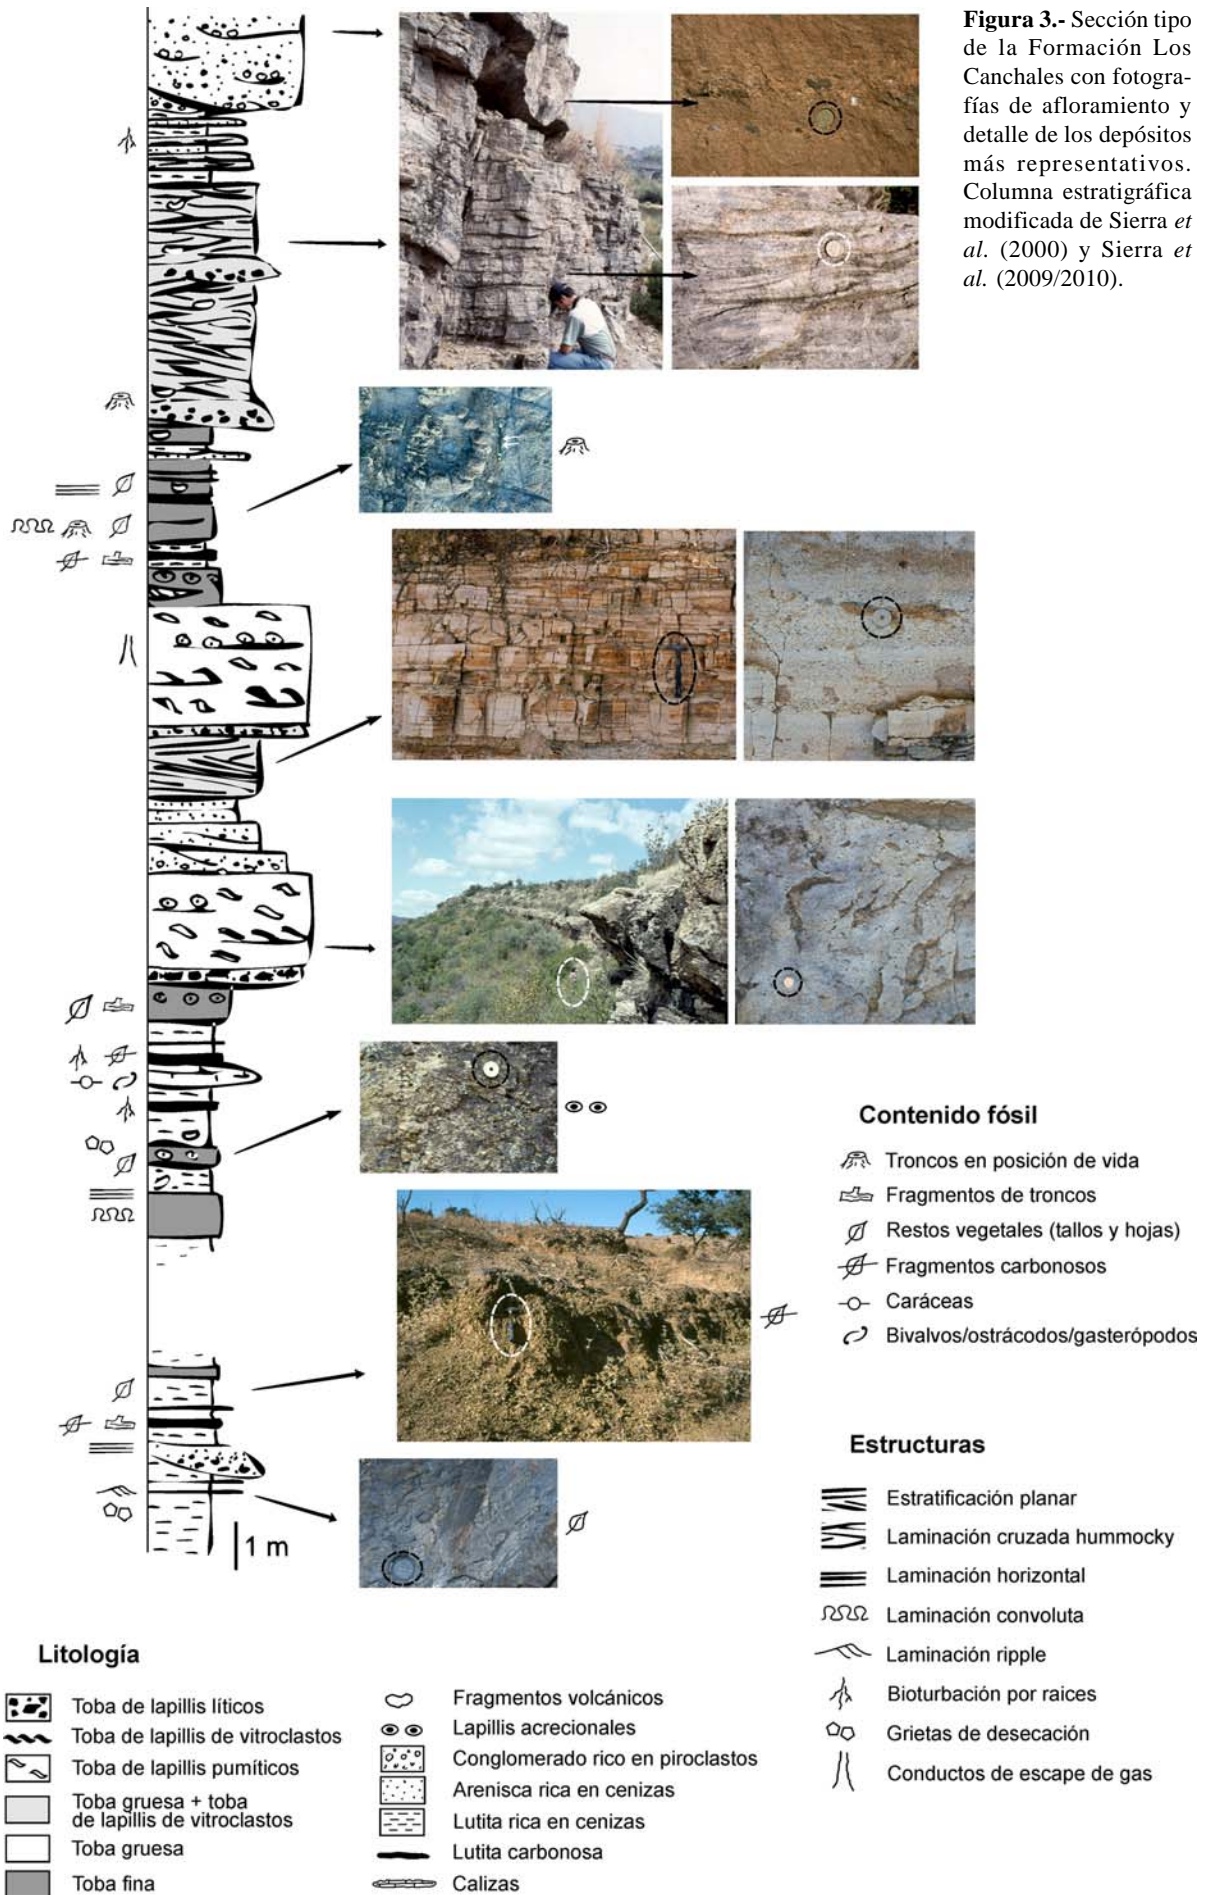 Figura 3.- Sección tipo
de la Formación Los
Canchales con fotogra-
fías de afloramiento y
detalle de los depósitos
más representativos.
Columna estratigráfica
modificada de Sierra et
al. (2000) y Sierra et
al. (2009/2010).
1 m
Contenido fósil
Troncos en posición de vida
Fragmentos de troncos
Restos vegetales (tallos y hojas)
Fragmentos carbonosos
Caráceas
Bivalvos/ostrácodos/gasterópodos
Estructuras
Estratificación planar
Laminación cruzada hummocky
Laminación horizontal
Laminación convoluta
Laminación ripple
Bioturbación por raices
Grietas de desecación
Conductos de escape de gas
Litología
Toba de lapillis líticos
Toba de lapillis de vitroclastos
Toba de lapillis pumíticos
Toba gruesa + toba
de lapillis de vitroclastos
Toba gruesa
Toba fina
Fragmentos volcánicos
Lapillis acrecionales
Conglomerado rico en piroclastos
Arenisca rica en cenizas
Lutita rica en cenizas
Lutita carbonosa
Calizas